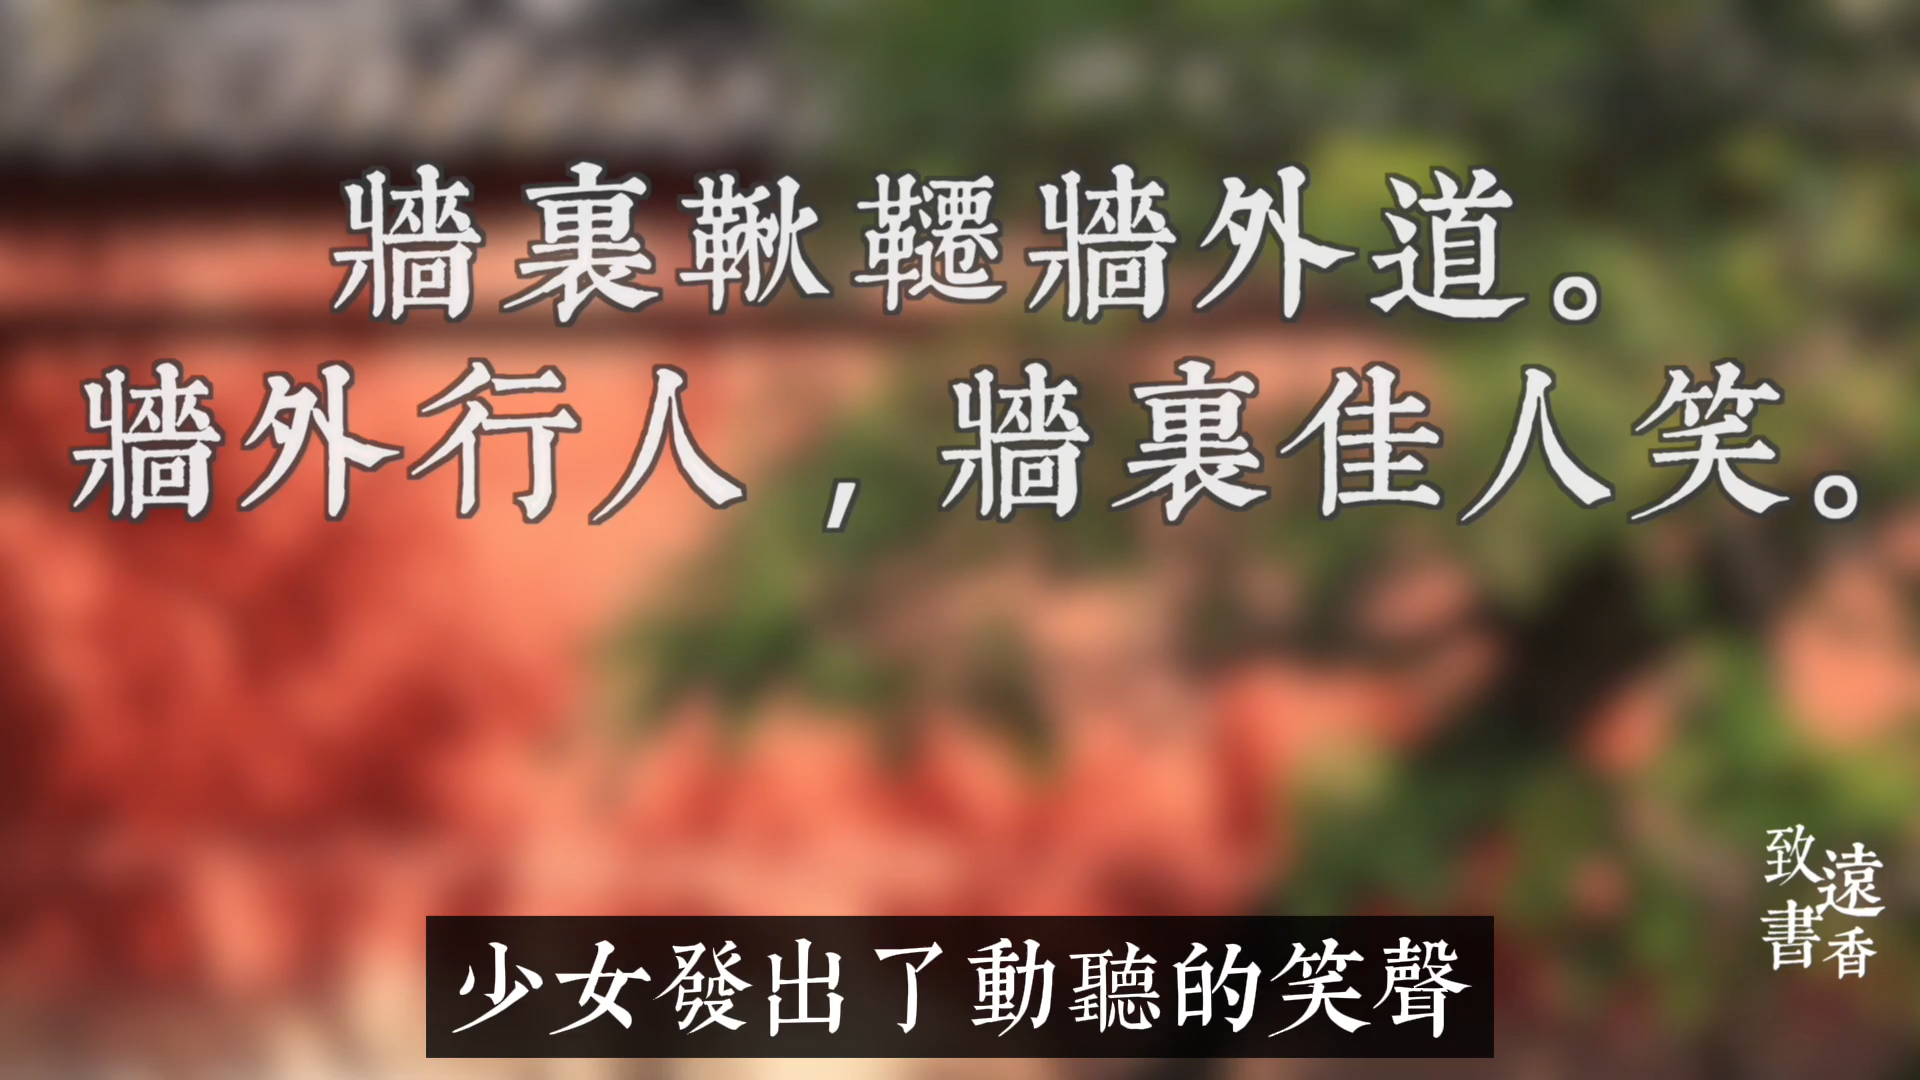 牆裏鞦韆牆外道。
牆外行人,牆裏佳人笑。
致遠書香
少女發出了動聽的笑聲